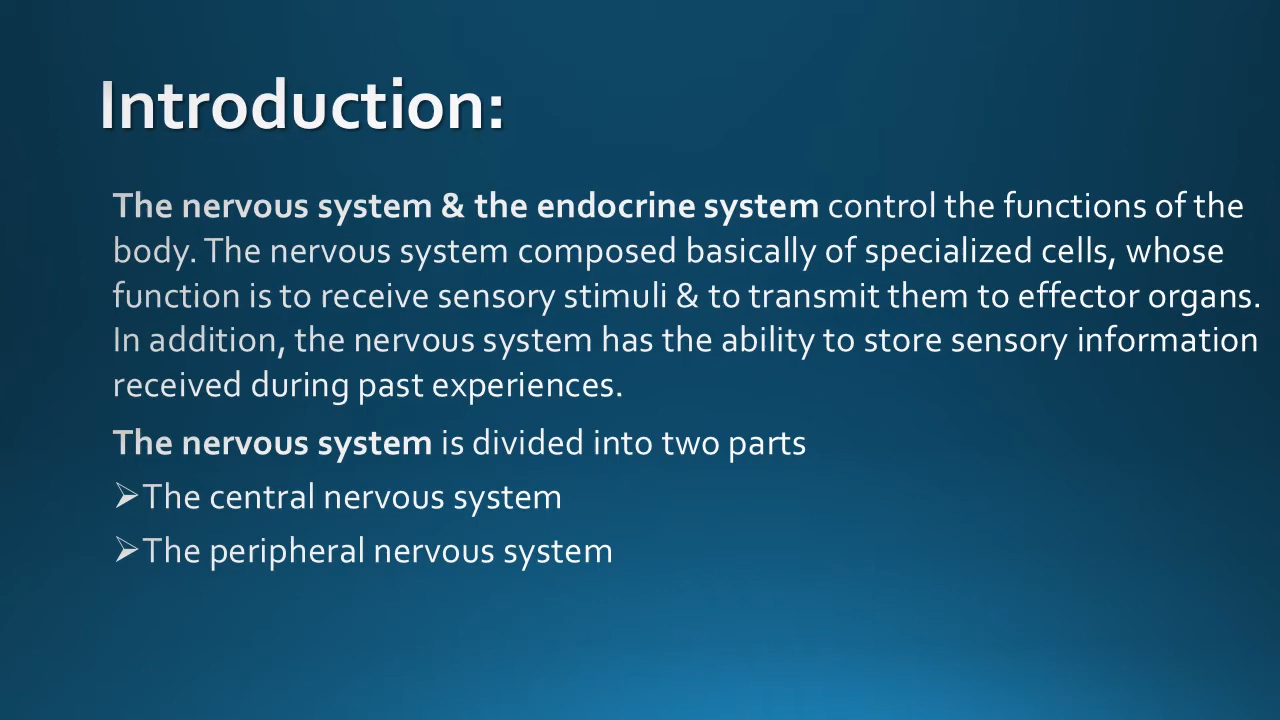 Introduction:
The nervous system & the endocrine system control the functions of the
body. The nervous system composed basically of specialized cells, whose
function is to receive sensory stimuli & to transmit them to effector organs.
In addition, the nervous system has the ability to store sensory information
received during past experiences.
The nervous system is divided into two parts
➢The central nervous system
➢The peripheral nervous system